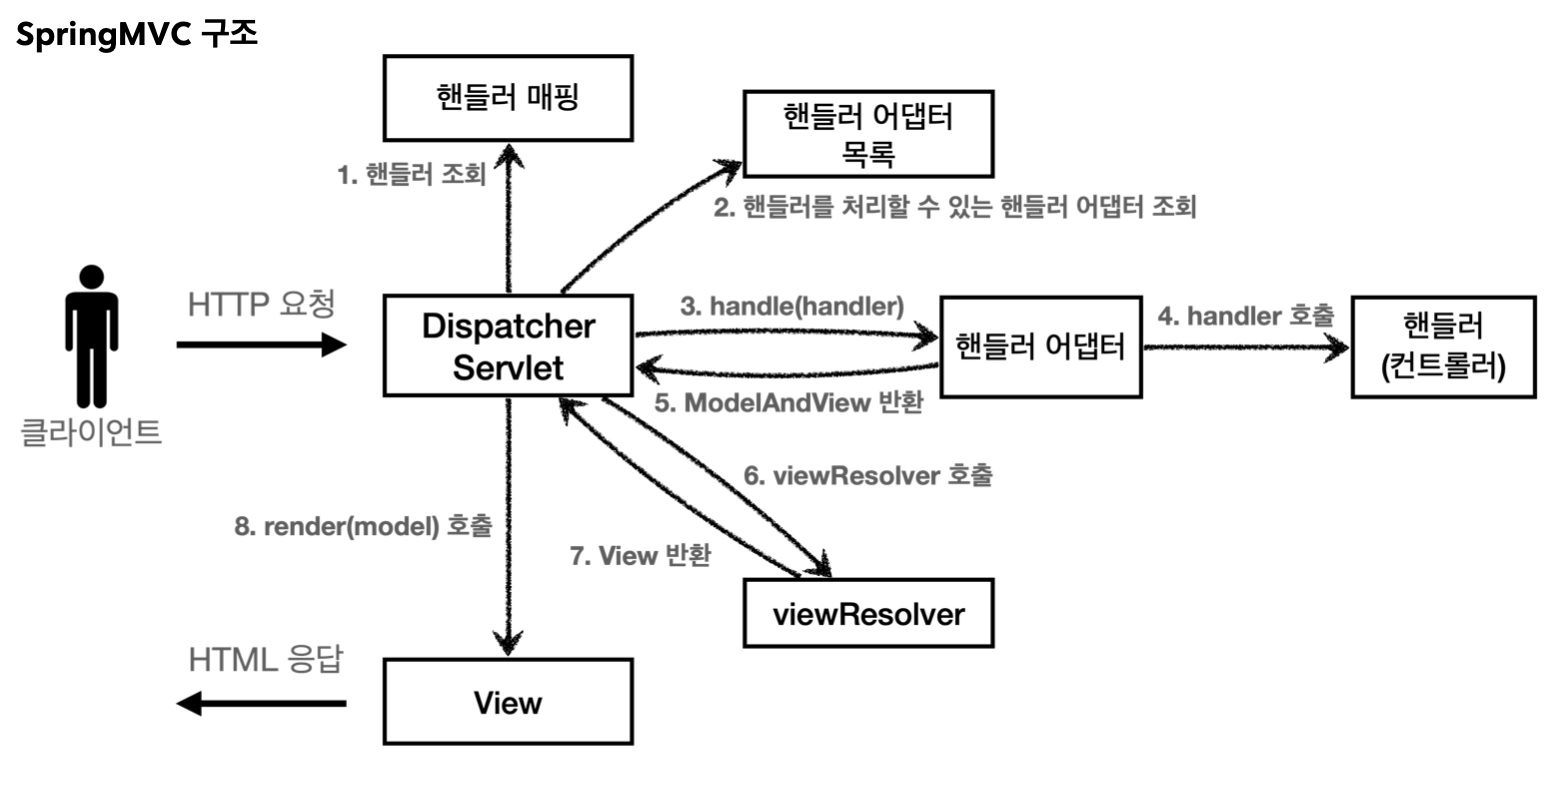 SpringMVC 구조
핸들러 매핑
핸들러 어댑터
목록
1. 핸들러 조회
2. 핸들러를 처리할 수 있는 핸들러 어댑터 조회
HTTP 요청
클라이언트
Dispatcher
Servlet
3. handle(handler)
핸들러 어댑터
4. handler 호출
핸들러
(컨트롤러)
5. ModelAndView 반환
6. viewResolver 호출
7. View 반환
8. render(model) 호출
viewResolver
HTML 응답
View